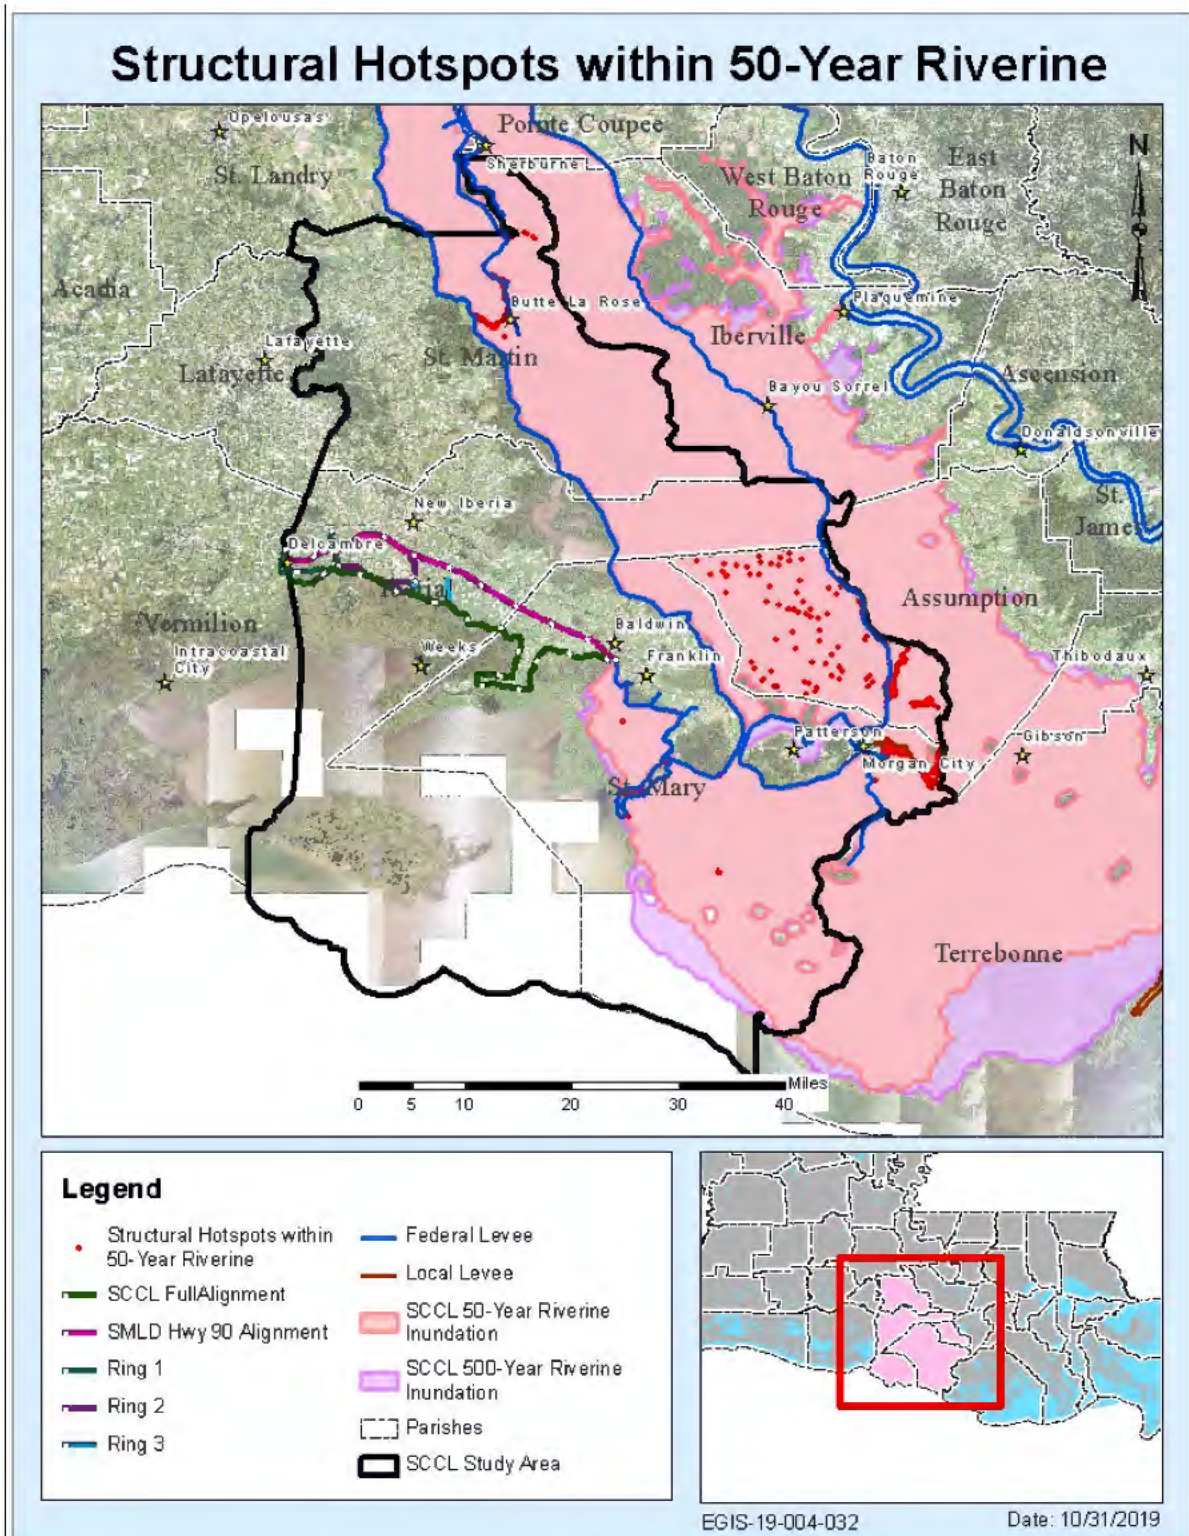 Structural Hotspots within 50-Year Riverine
Opelousas
Pointe Coupee
Sherburne
St. Landry
West Baton
Rouge
Baton
Rouge
East
Baton
Rouge
N
Acadia
Butte La Rose
Plaquemine
Lafayette
Lafayette
St. Martin
Iberville
Ascension
Bayou Sorrel
Donaldsonville
St.
James
New Iberia
Delcambre
Iberia
Assumption
Vermilion
Intracoastal
City
Weeks
Baldwin
Franklin
Thibodaux
Patterson
Morgan City
Gibson
St. Mary
Terrebonne
Miles
0 5 10 20 30 40
Legend
Structural Hotspots within
50-Year Riverine
SCCL FullAlignment
SMLD Hwy 90 Alignment
Ring 1
Ring 2
Ring 3
Federal Levee
Local Levee
SCCL 50-Year Riverine
Inundation
SCCL 500-Year Riverine
Inundation
Parishes
SCCL Study Area
EGIS-19-004-032
Date: 10/31/2019